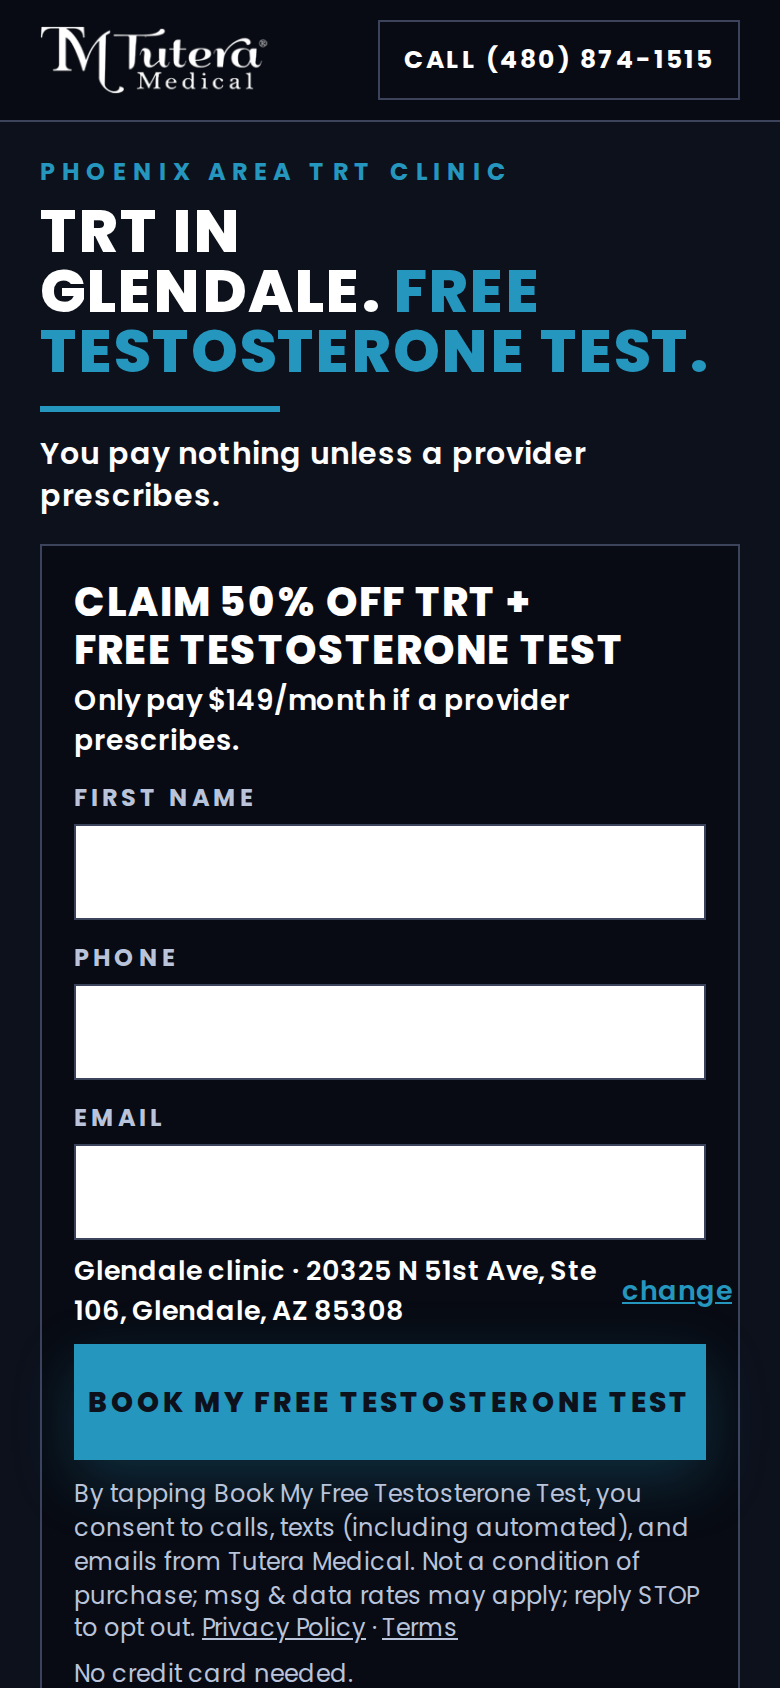 TM Tutera®
Medical
CALL (480) 874-1515
PHOENIX AREA TRT CLINIC
TRT IN
GLENDALE. FREE
TESTOSTERONE TEST.
You pay nothing unless a provider
prescribes.
CLAIM 50% OFF TRT +
FREE TESTOSTERONE TEST
Only pay $149/month if a provider
prescribes.
FIRST NAME
PHONE
EMAIL
Glendale clinic · 20325 N 51st Ave, Ste
106, Glendale, AZ 85308
change
BOOK MY FREE TESTOSTERONE TEST
By tapping Book My Free Testosterone Test, you
consent to calls, texts (including automated), and
emails from Tutera Medical. Not a condition of
purchase; msg & data rates may apply; reply STOP
to opt out. Privacy Policy · Terms
No credit card needed.